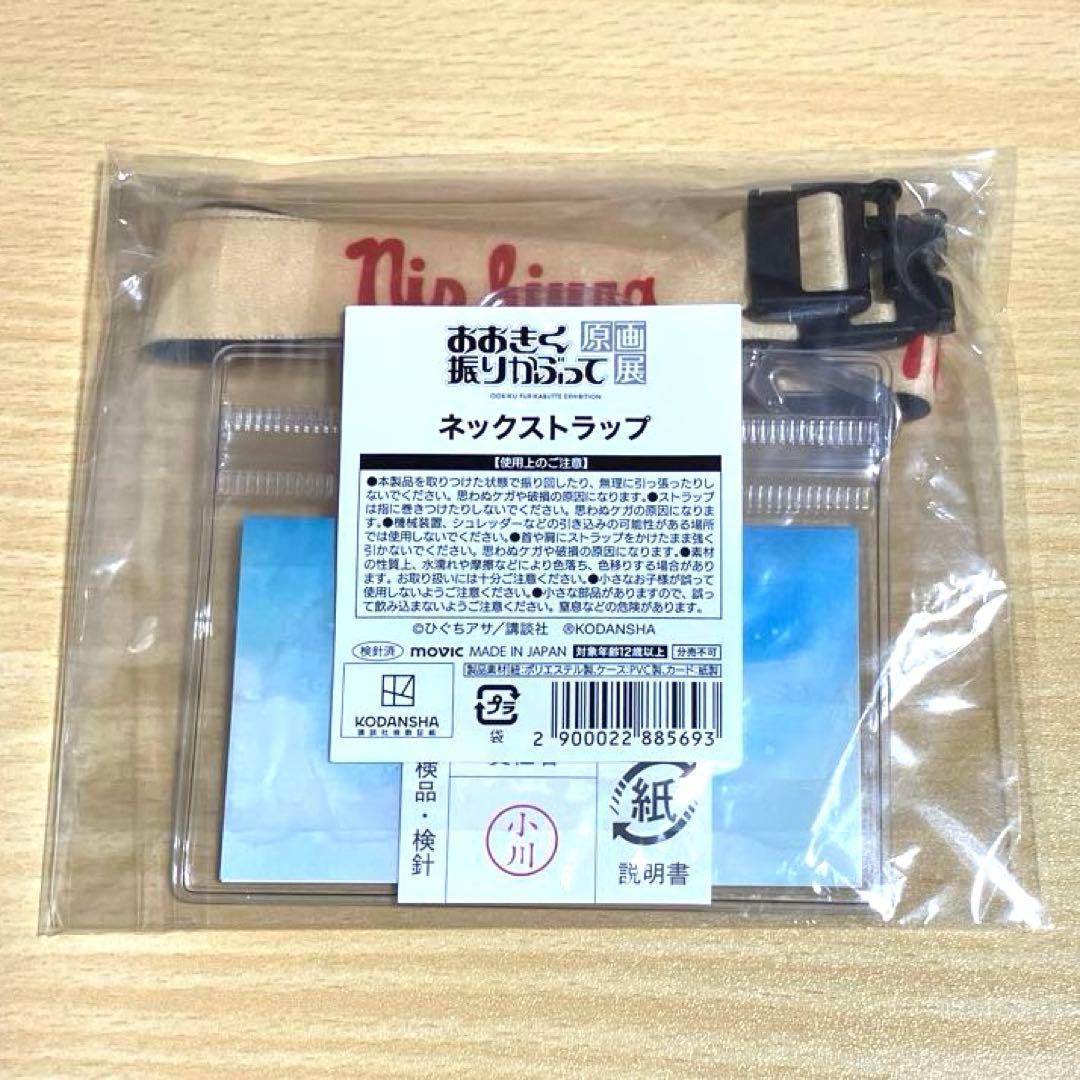 Nishiura
おおきく
振りかぶって
原画展
OOKIKU FURIKABUTTE EXHIBITION
ネックストラップ
【使用上のご注意】
●本製品を取りつけた状態で振り回したり、無理に引っ張ったりし
ないでください。思わぬケガや破損の原因になります。●ストラップ
は指に巻きつけたりしないでください。思わぬケガの原因になりま
す。●機械装置、シュレッダーなどの引き込みの可能性がある場所
では使用しないでください。●首や肩にストラップをかけたまま強く
引かないでください。思わぬケガや破損の原因になります。●素材
の性質上、水濡れや摩擦などにより色落ち、色移りする場合があり
ます。お取り扱いには十分ご注意ください。●小さなお子様が誤って
使用しないようご注意ください。●小さな部品がありますので、誤っ
て飲み込まないようご注意ください。窒息などの危険があります。
©ひぐちアサ／講談社 ®KODANSHA
検針済 movic MADE IN JAPAN 対象年齢12歳以上 分売不可
製品素材 紐：ポリエステル製、ケース：PVC製、カード：紙製
KODANSHA
講談社検数証紙
プラ
袋
2 900022 885693
検品・検針
小川
紙
説明書